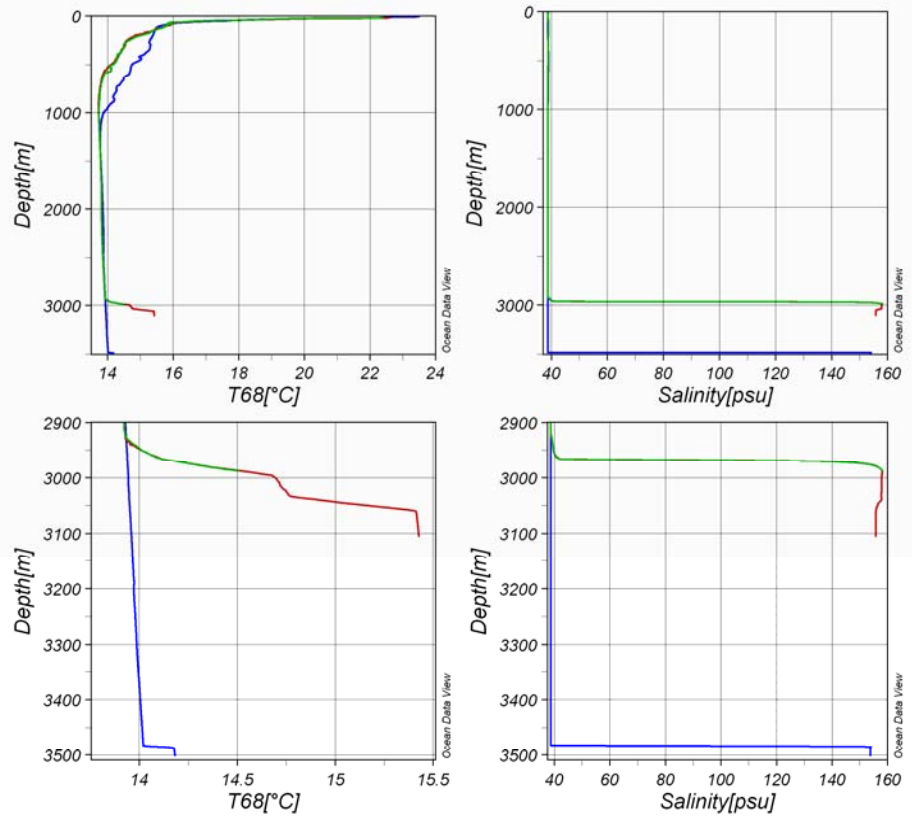 0
1000
2000
3000
Depth[m]
14 16 18 20 22 24
T68[°C]
Ocean Data View
0
1000
2000
3000
Depth[m]
40 60 80 100 120 140 160
Salinity[psu]
Ocean Data View
2900
3000
3100
3200
3300
3400
3500
Depth[m]
14 14.5 15 15.5
T68[°C]
Ocean Data View
2900
3000
3100
3200
3300
3400
3500
Depth[m]
40 60 80 100 120 140 160
Salinity[psu]
Ocean Data View